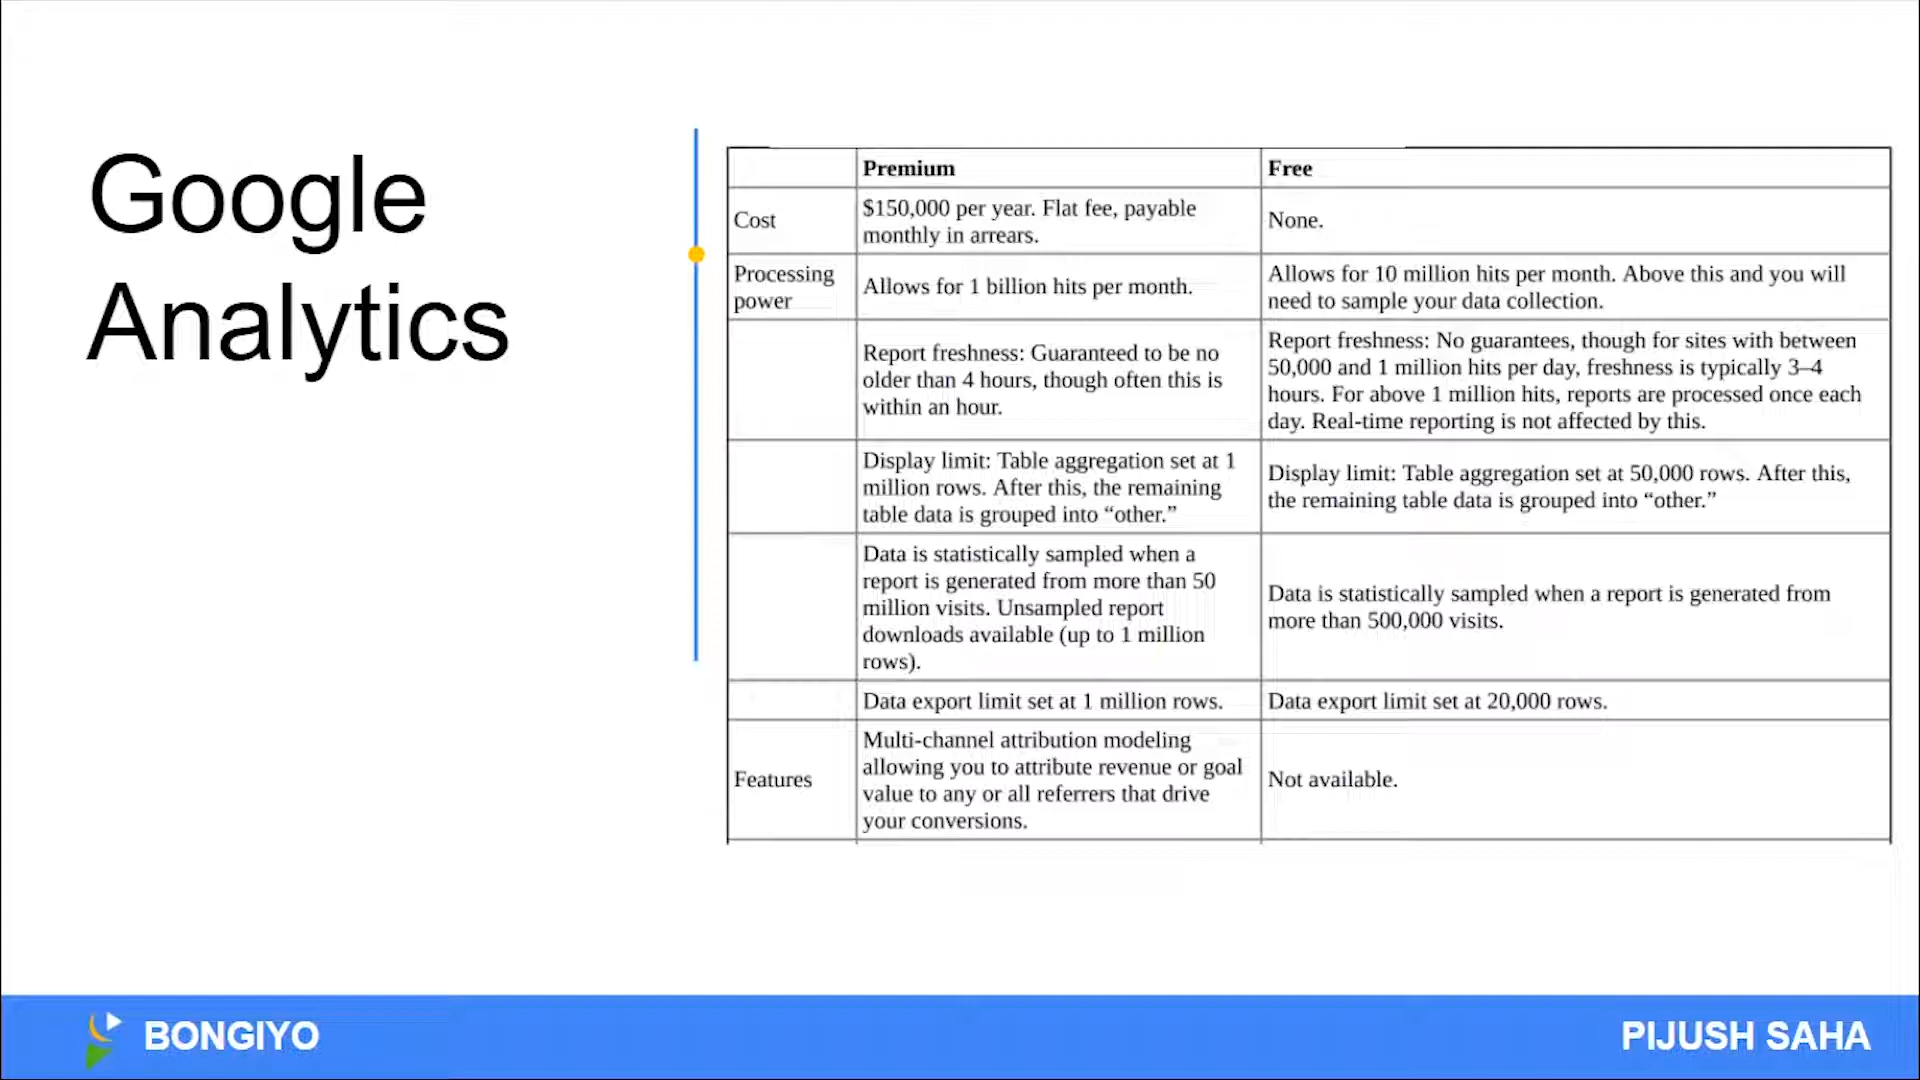 Google
Analytics
Premium
Free
Cost
$150,000 per year. Flat fee, payable
monthly in arrears.
None.
Processing
power
Allows for 1 billion hits per month.
Allows for 10 million hits per month. Above this and you will
need to sample your data collection.
Report freshness: Guaranteed to be no
older than 4 hours, though often this is
within an hour.
Report freshness: No guarantees, though for sites with between
50,000 and 1 million hits per day, freshness is typically 3–4
hours. For above 1 million hits, reports are processed once each
day. Real-time reporting is not affected by this.
Display limit: Table aggregation set at 1
million rows. After this, the remaining
table data is grouped into “other.”
Display limit: Table aggregation set at 50,000 rows. After this,
the remaining table data is grouped into “other.”
Data is statistically sampled when a
report is generated from more than 50
million visits. Unsampled report
downloads available (up to 1 million
rows).
Data is statistically sampled when a report is generated from
more than 500,000 visits.
Data export limit set at 1 million rows.
Data export limit set at 20,000 rows.
Features
Multi-channel attribution modeling
allowing you to attribute revenue or goal
value to any or all referrers that drive
your conversions.
Not available.
BONGIYO
PIJUSH SAHA